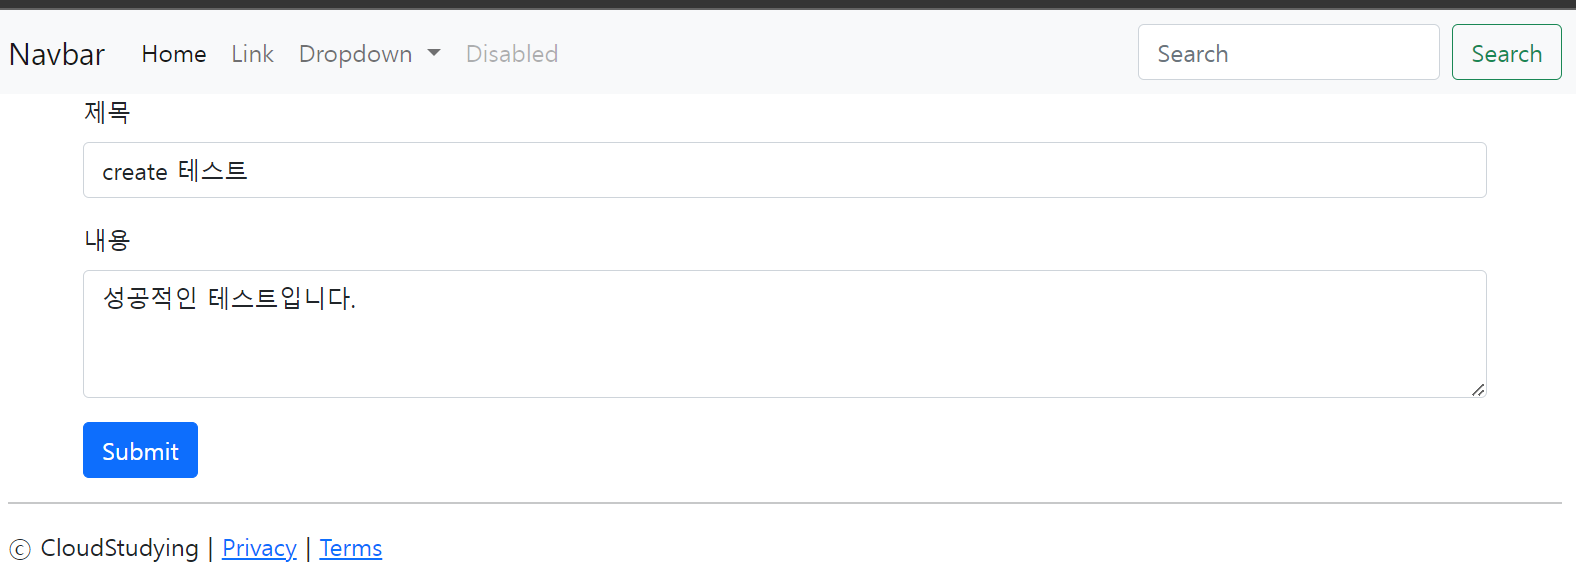 Navbar Home Link Dropdown Disabled Search Search
제목
create 테스트
내용
성공적인 테스트입니다.
Submit
ⓒ CloudStudying | Privacy | Terms